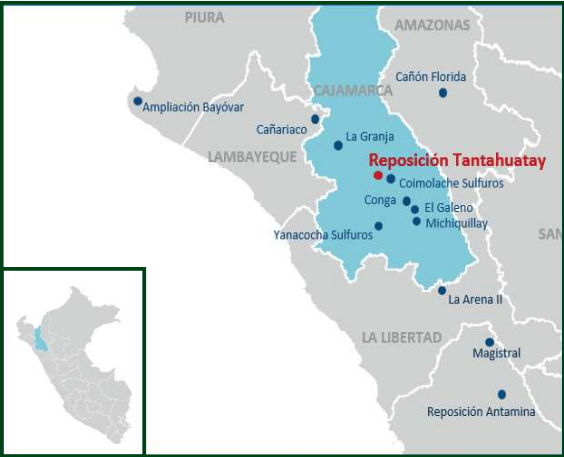 PIURA
AMAZONAS
Cañón Florida
CAJAMARCA
Ampliación Bayóvar
Cañariaco
La Granja
LAMBAYEQUE
Reposición Tantahuatay
Coimolache Sulfuros
Conga
El Galeno
Michiquillay
Yanacocha Sulfuros
SAN
La Arena II
LA LIBERTAD
Magistral
Reposición Antamina